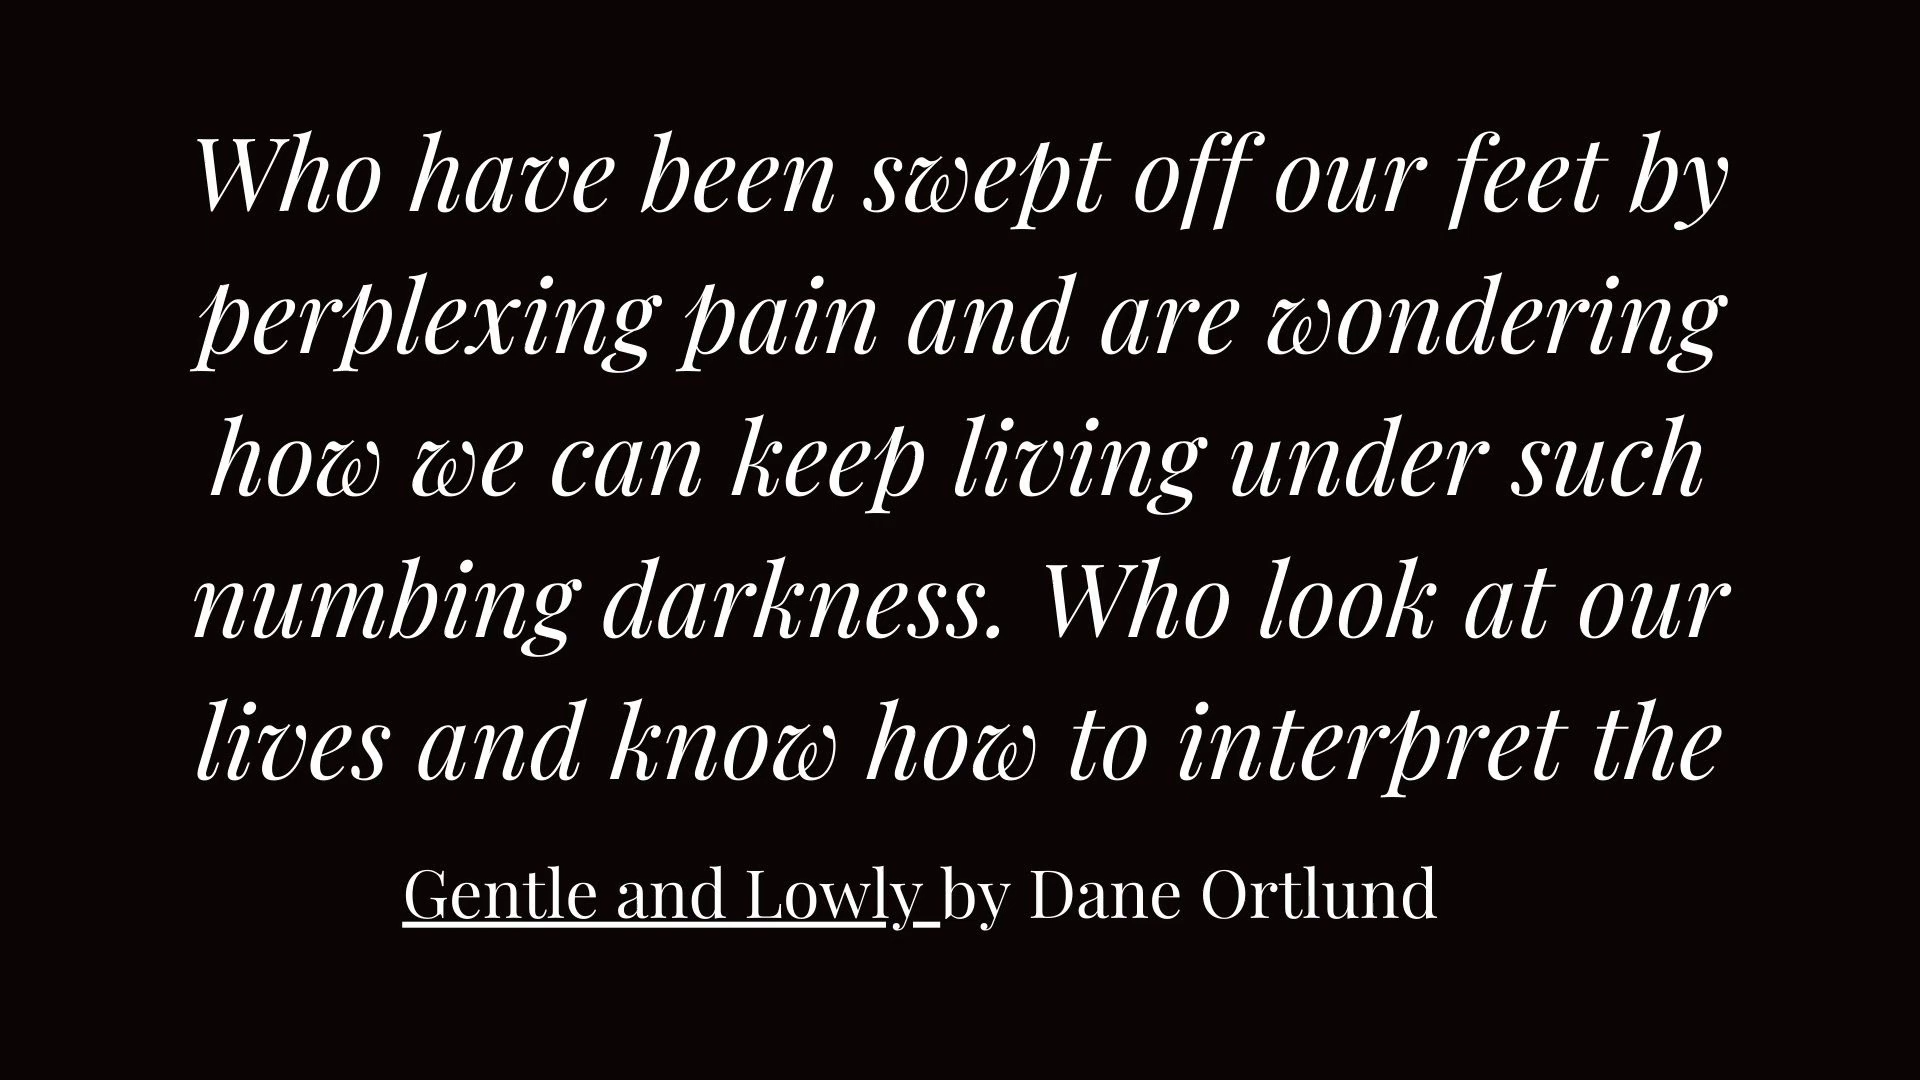 Who have been swept off our feet by
perplexing pain and are wondering
how we can keep living under such
numbing darkness. Who look at our
lives and know how to interpret the
Gentle and Lowly by Dane Ortlund